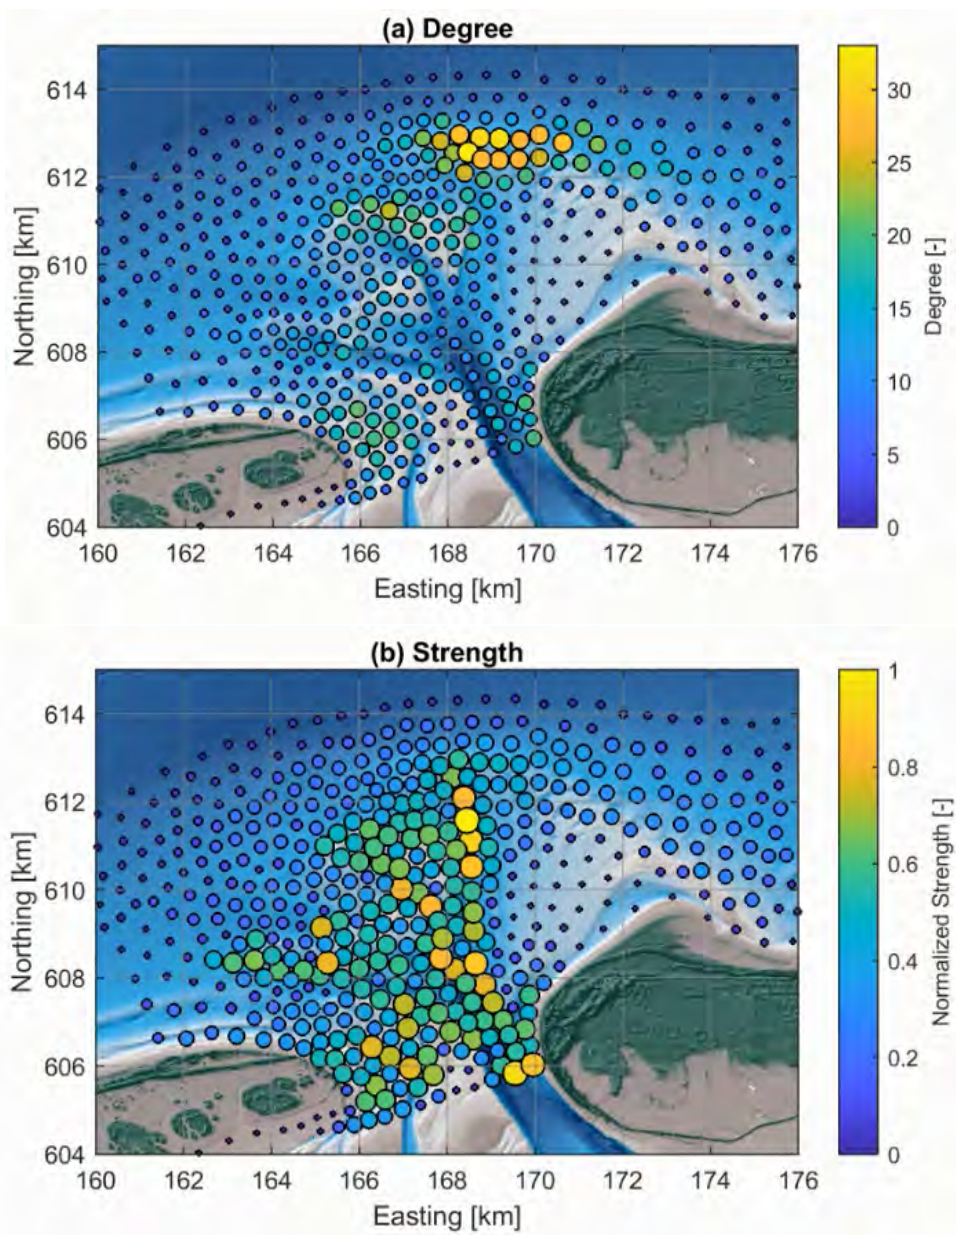 (a) Degree
614
612
610
608
606
604
Northing [km]
160 162 164 166 168 170 172 174 176
Easting [km]
30
25
20
15
10
5
0
Degree [-]
(b) Strength
614
612
610
608
606
604
Northing [km]
160 162 164 166 168 170 172 174 176
Easting [km]
1
0.8
0.6
0.4
0.2
0
Normalized Strength [-]